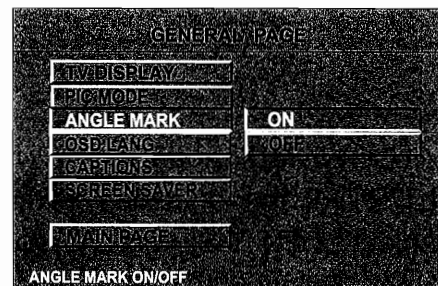 GENERAL PAGE
TV DISPLAY
PIC MODE
ANGLE MARK
ON
OSD LANG
OFF
CAPTIONS
SCREEN SAVER
MAIN PAGE
ANGLE MARK ON/OFF